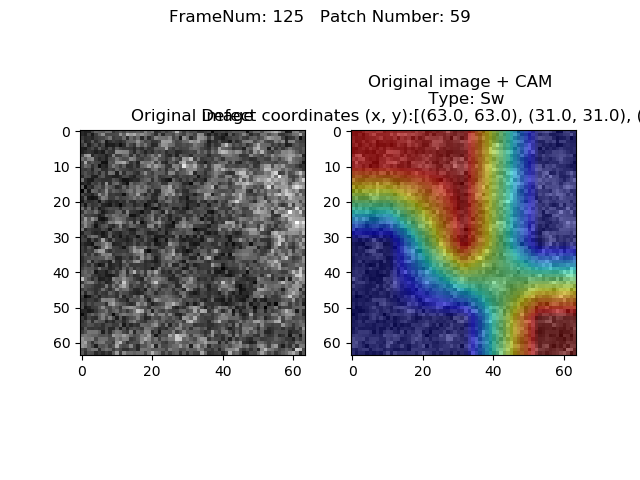 FrameNum: 125   Patch Number: 59
Original image + CAM
Type: Sw
Original Image
Defect coordinates (x, y):[(63.0, 63.0), (31.0, 31.0), (
0
10
20
30
40
50
60
0 20 40 60
0
10
20
30
40
50
60
0 20 40 60